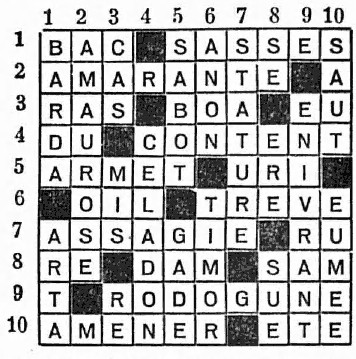 1 2 3 4 5 6 7 8 9 10
1 BAC SASSES
2 AMARANTE A
3 RAS BOA EU
4 DU CONTENT
5 ARMET URI
6 OIL TREVE
7 ASSAGIE RU
8 RE DAM SAM
9 T RODOGUNE
10 AMENER ETE